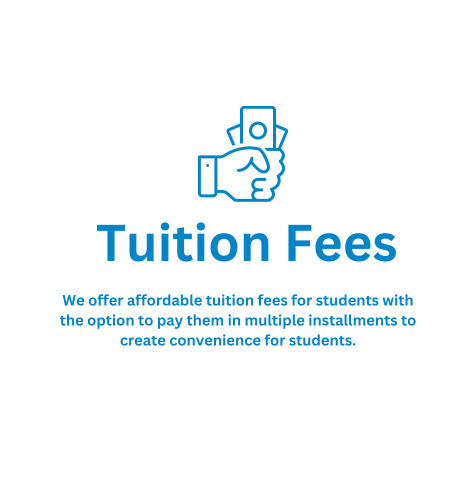 Tuition Fees
We offer affordable tuition fees for students with
the option to pay them in multiple installments to
create convenience for students.